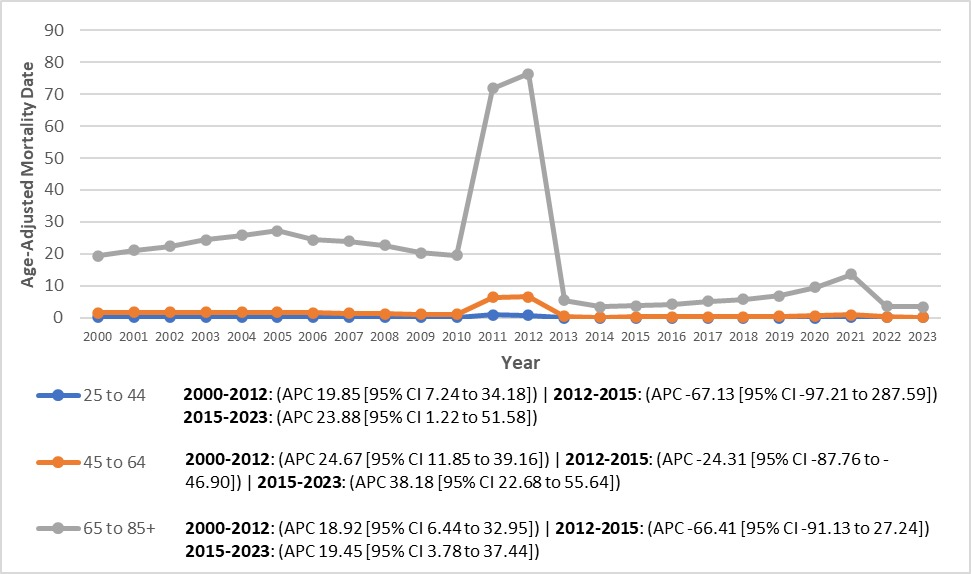 90
80
70
60
50
40
30
20
10
0
Age-Adjusted Mortality Date
2000 2001 2002 2003 2004 2005 2006 2007 2008 2009 2010 2011 2012 2013 2014 2015 2016 2017 2018 2019 2020 2021 2022 2023
Year
25 to 44 2000-2012: (APC 19.85 [95% CI 7.24 to 34.18]) | 2012-2015: (APC -67.13 [95% CI -97.21 to 287.59])
2015-2023: (APC 23.88 [95% CI 1.22 to 51.58])
45 to 64 2000-2012: (APC 24.67 [95% CI 11.85 to 39.16]) | 2012-2015: (APC -24.31 [95% CI -87.76 to -
46.90]) | 2015-2023: (APC 38.18 [95% CI 22.68 to 55.64])
65 to 85+ 2000-2012: (APC 18.92 [95% CI 6.44 to 32.95]) | 2012-2015: (APC -66.41 [95% CI -91.13 to 27.24])
2015-2023: (APC 19.45 [95% CI 3.78 to 37.44])